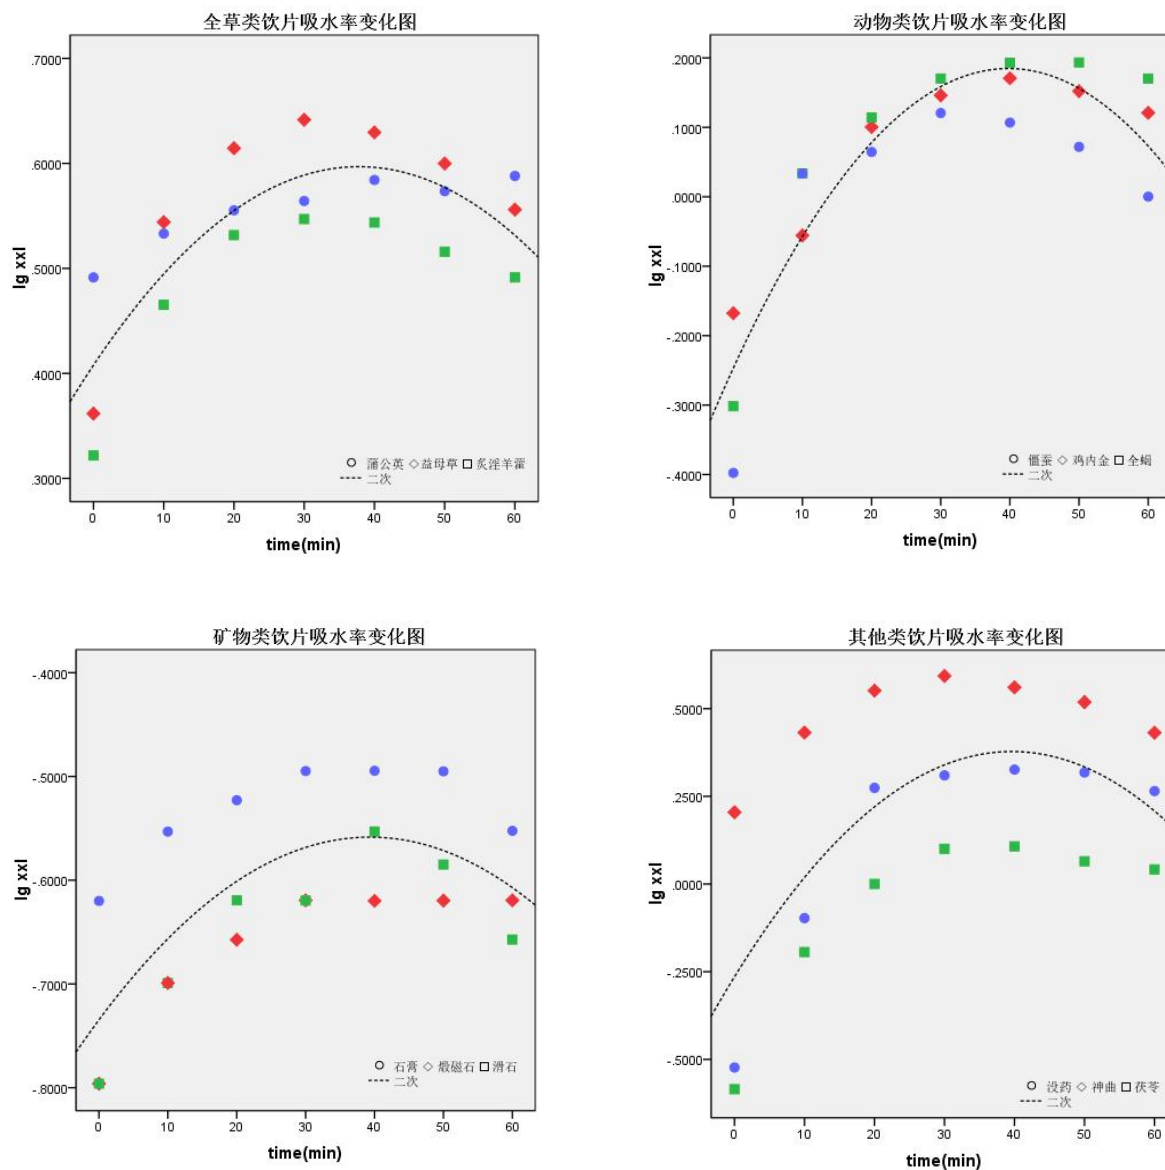 全草类饮片吸水率变化图
.7000
.6000
.5000
.4000
.3000
lg xxl
蒲公英 益母草 炙淫羊藿
二次
0 10 20 30 40 50 60
time(min)
动物类饮片吸水率变化图
.2000
.1000
.0000
-.1000
-.2000
-.3000
-.4000
lg xxl
僵蚕 鸡内金 全蝎
二次
0 10 20 30 40 50 60
time(min)
矿物类饮片吸水率变化图
-.4000
-.5000
-.6000
-.7000
-.8000
lg xxl
石膏 煅磁石 滑石
二次
0 10 20 30 40 50 60
time(min)
其他类饮片吸水率变化图
.5000
.2500
.0000
-.2500
-.5000
lg xxl
没药 神曲 茯苓
二次
0 10 20 30 40 50 60
time(min)